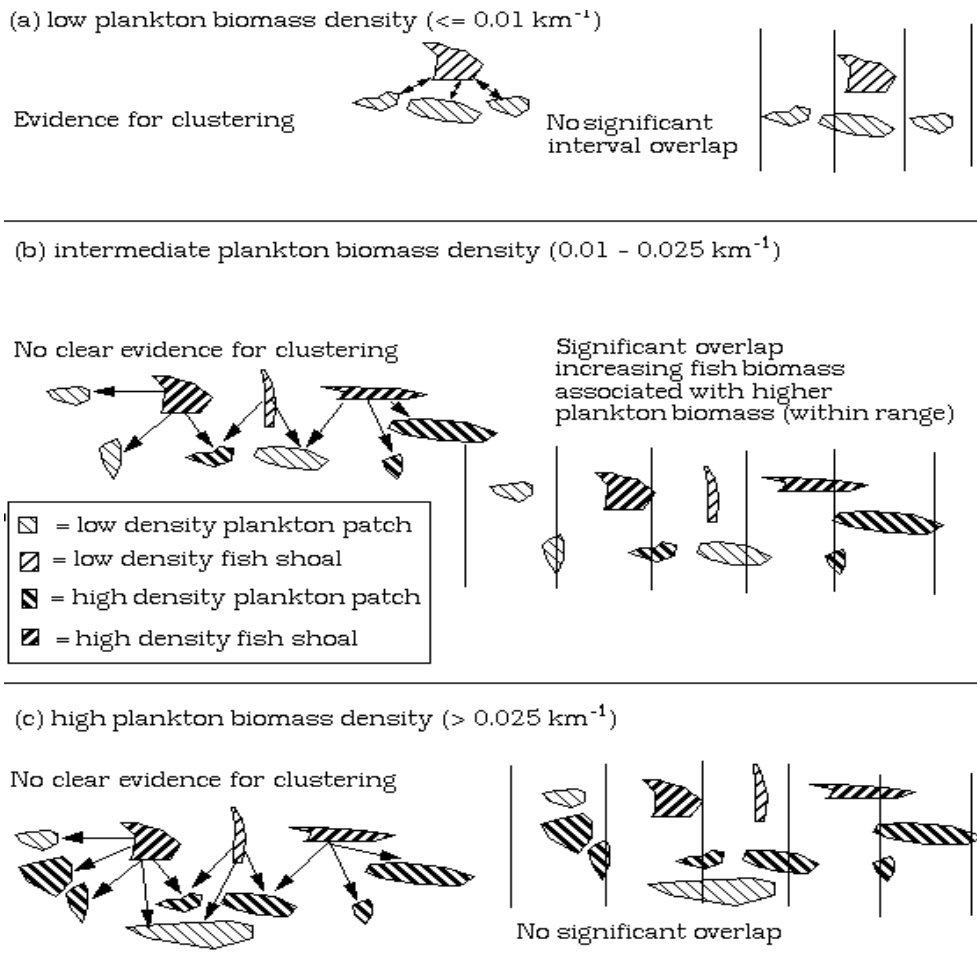 (a) low plankton biomass density (<= 0.01 km⁻¹)
Evidence for clustering
No significant
interval overlap
(b) intermediate plankton biomass density (0.01 - 0.025 km⁻¹)
No clear evidence for clustering
Significant overlap
increasing fish biomass
associated with higher
plankton biomass (within range)
= low density plankton patch
= low density fish shoal
= high density plankton patch
= high density fish shoal
(c) high plankton biomass density (> 0.025 km⁻¹)
No clear evidence for clustering
No significant overlap